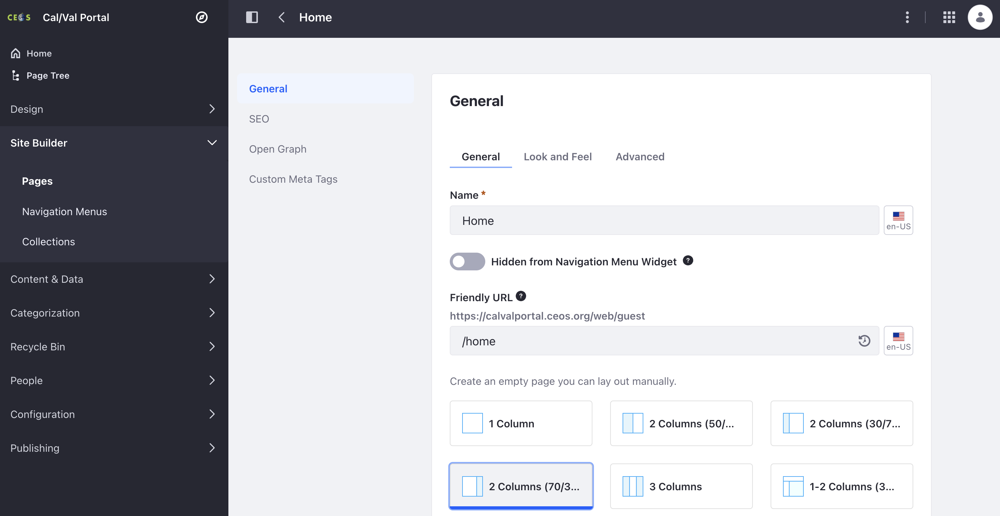 CEOS
Cal/Val Portal
Home
Home
Page Tree
Design
Site Builder
Pages
Navigation Menus
Collections
Content & Data
Categorization
Recycle Bin
People
Configuration
Publishing
General
SEO
Open Graph
Custom Meta Tags
General
General Look and Feel Advanced
Name *
Home
en-US
Hidden from Navigation Menu Widget ?
Friendly URL ?
https://calvalportal.ceos.org/web/guest
/home
en-US
Create an empty page you can lay out manually.
1 Column
2 Columns (50/...
2 Columns (30/7...
2 Columns (70/3...
3 Columns
1-2 Columns (3...